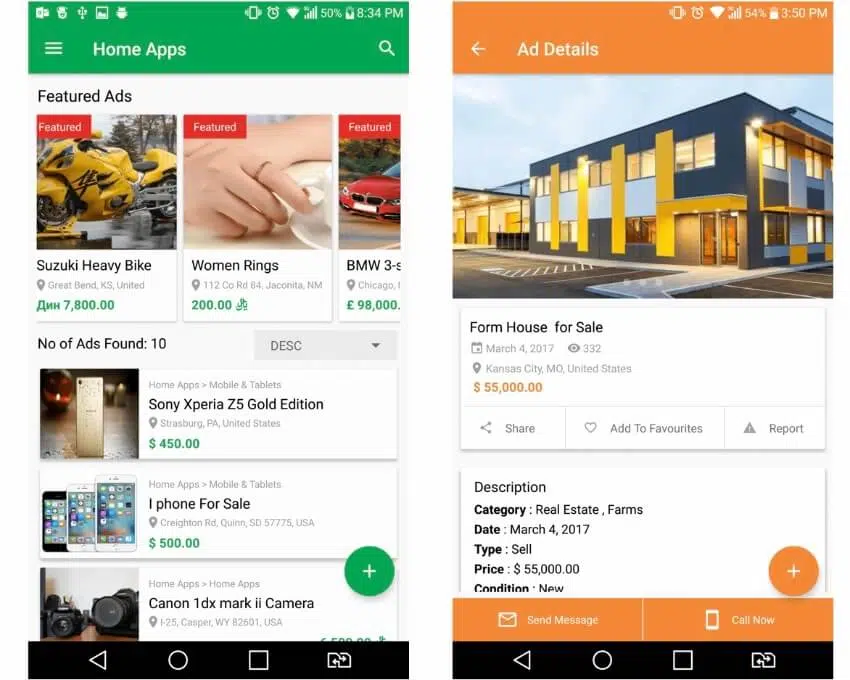 50% 8:34 PM
Home Apps
Featured Ads
Featured
Featured
Featured
Suzuki Heavy Bike
Women Rings
BMW 3-s
Great Bend, KS, United
112 Co Rd 64. Jaconita, NM
Chicago,
Дин 7,800.00
200.00
£ 98,000.
No of Ads Found: 10
DESC
Home Apps > Mobile & Tablets
Sony Xperia Z5 Gold Edition
Strasburg, PA, United States
$ 450.00
Home Apps > Mobile & Tablets
I phone For Sale
Creighton Rd, Quinn, SD 57775, USA
$ 500.00
Home Apps > Home Apps
Canon 1dx mark ii Camera
I-25, Casper, WY 82601, USA
54% 3:50 PM
Ad Details
Form House for Sale
March 4, 2017 332
Kansas City, MO, United States
$ 55,000.00
Share
Add To Favourites
Report
Description
Category : Real Estate , Farms
Date : March 4, 2017
Type : Sell
Price : $ 55,000.00
Condition : New
Send Message
Call Now